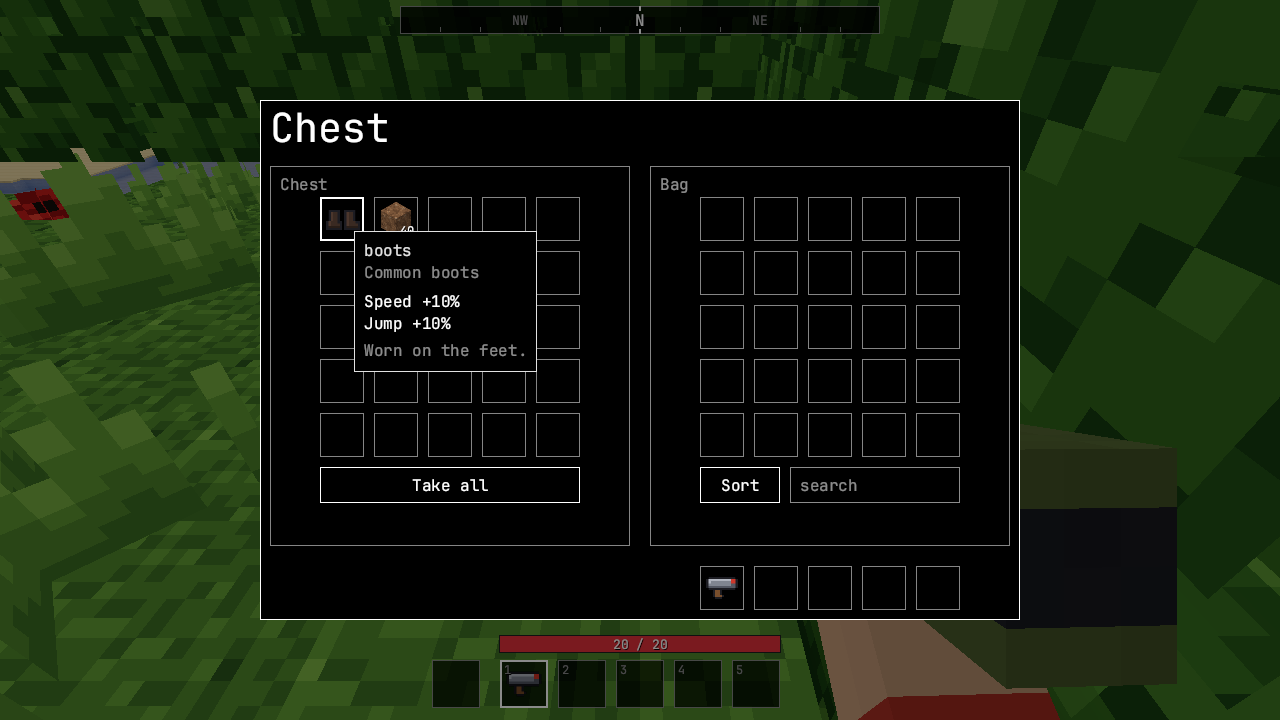 NW N NE
Chest
Chest
Bag
boots
Common boots
Speed +10%
Jump +10%
Worn on the feet.
Take all
Sort
search
20 / 20
1 2 3 4 5